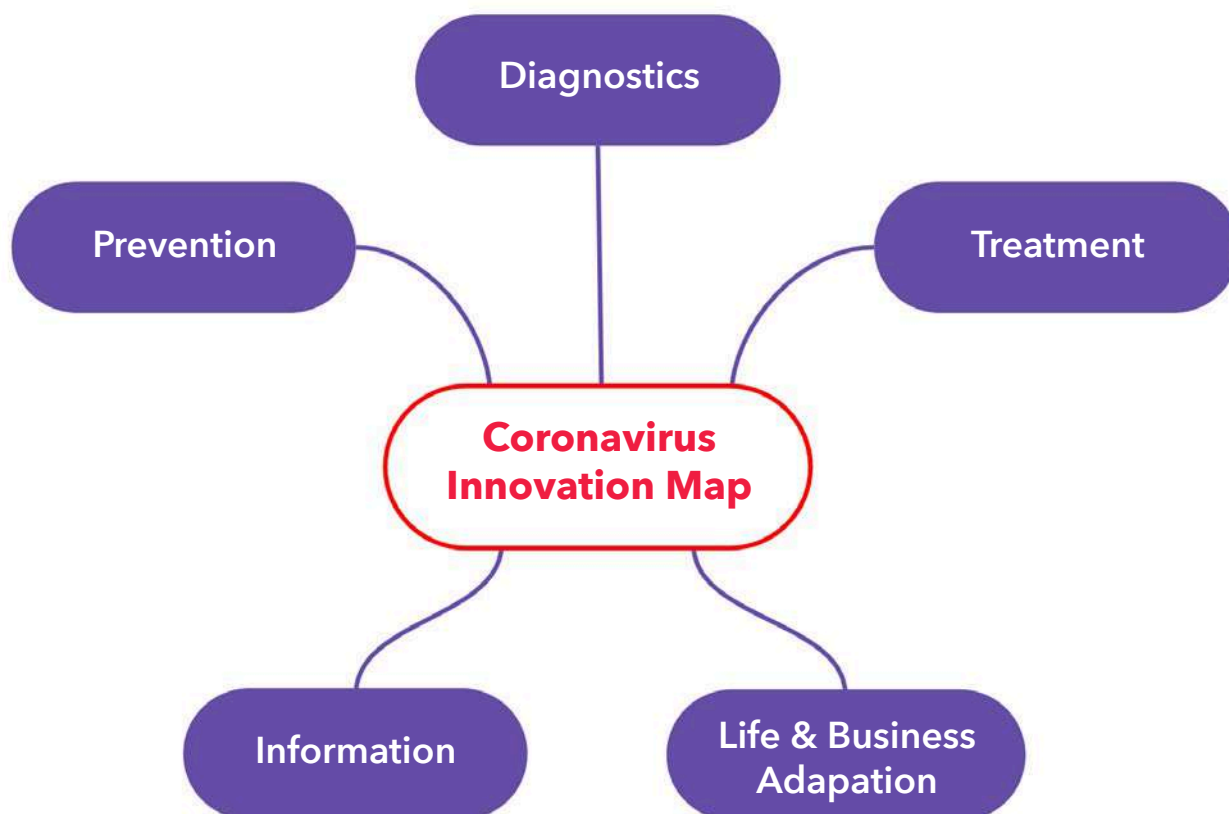 Diagnostics
Prevention
Treatment
Coronavirus
Innovation Map
Information
Life & Business
Adapation